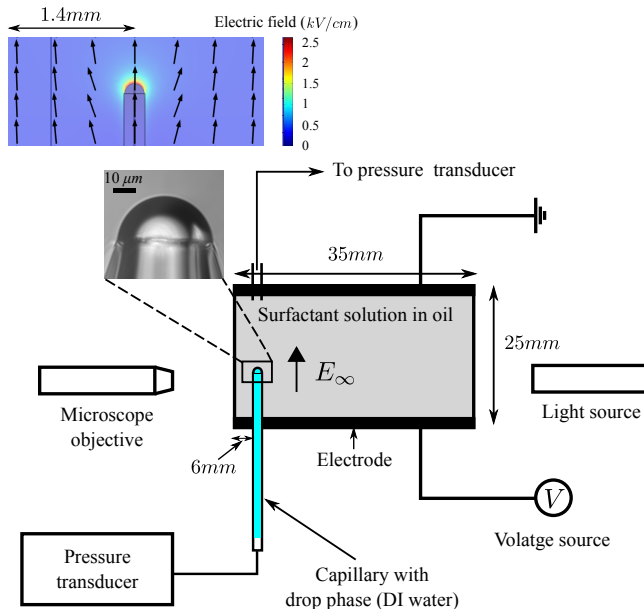 1.4mm
Electric field (kV/cm)
2.5
2
1.5
1
0.5
0
10 μm
To pressure transducer
35mm
Surfactant solution in oil
25mm
E∞
Microscope
objective
Light source
6mm
Electrode
V
Volatge source
Pressure
transducer
Capillary with
drop phase (DI water)